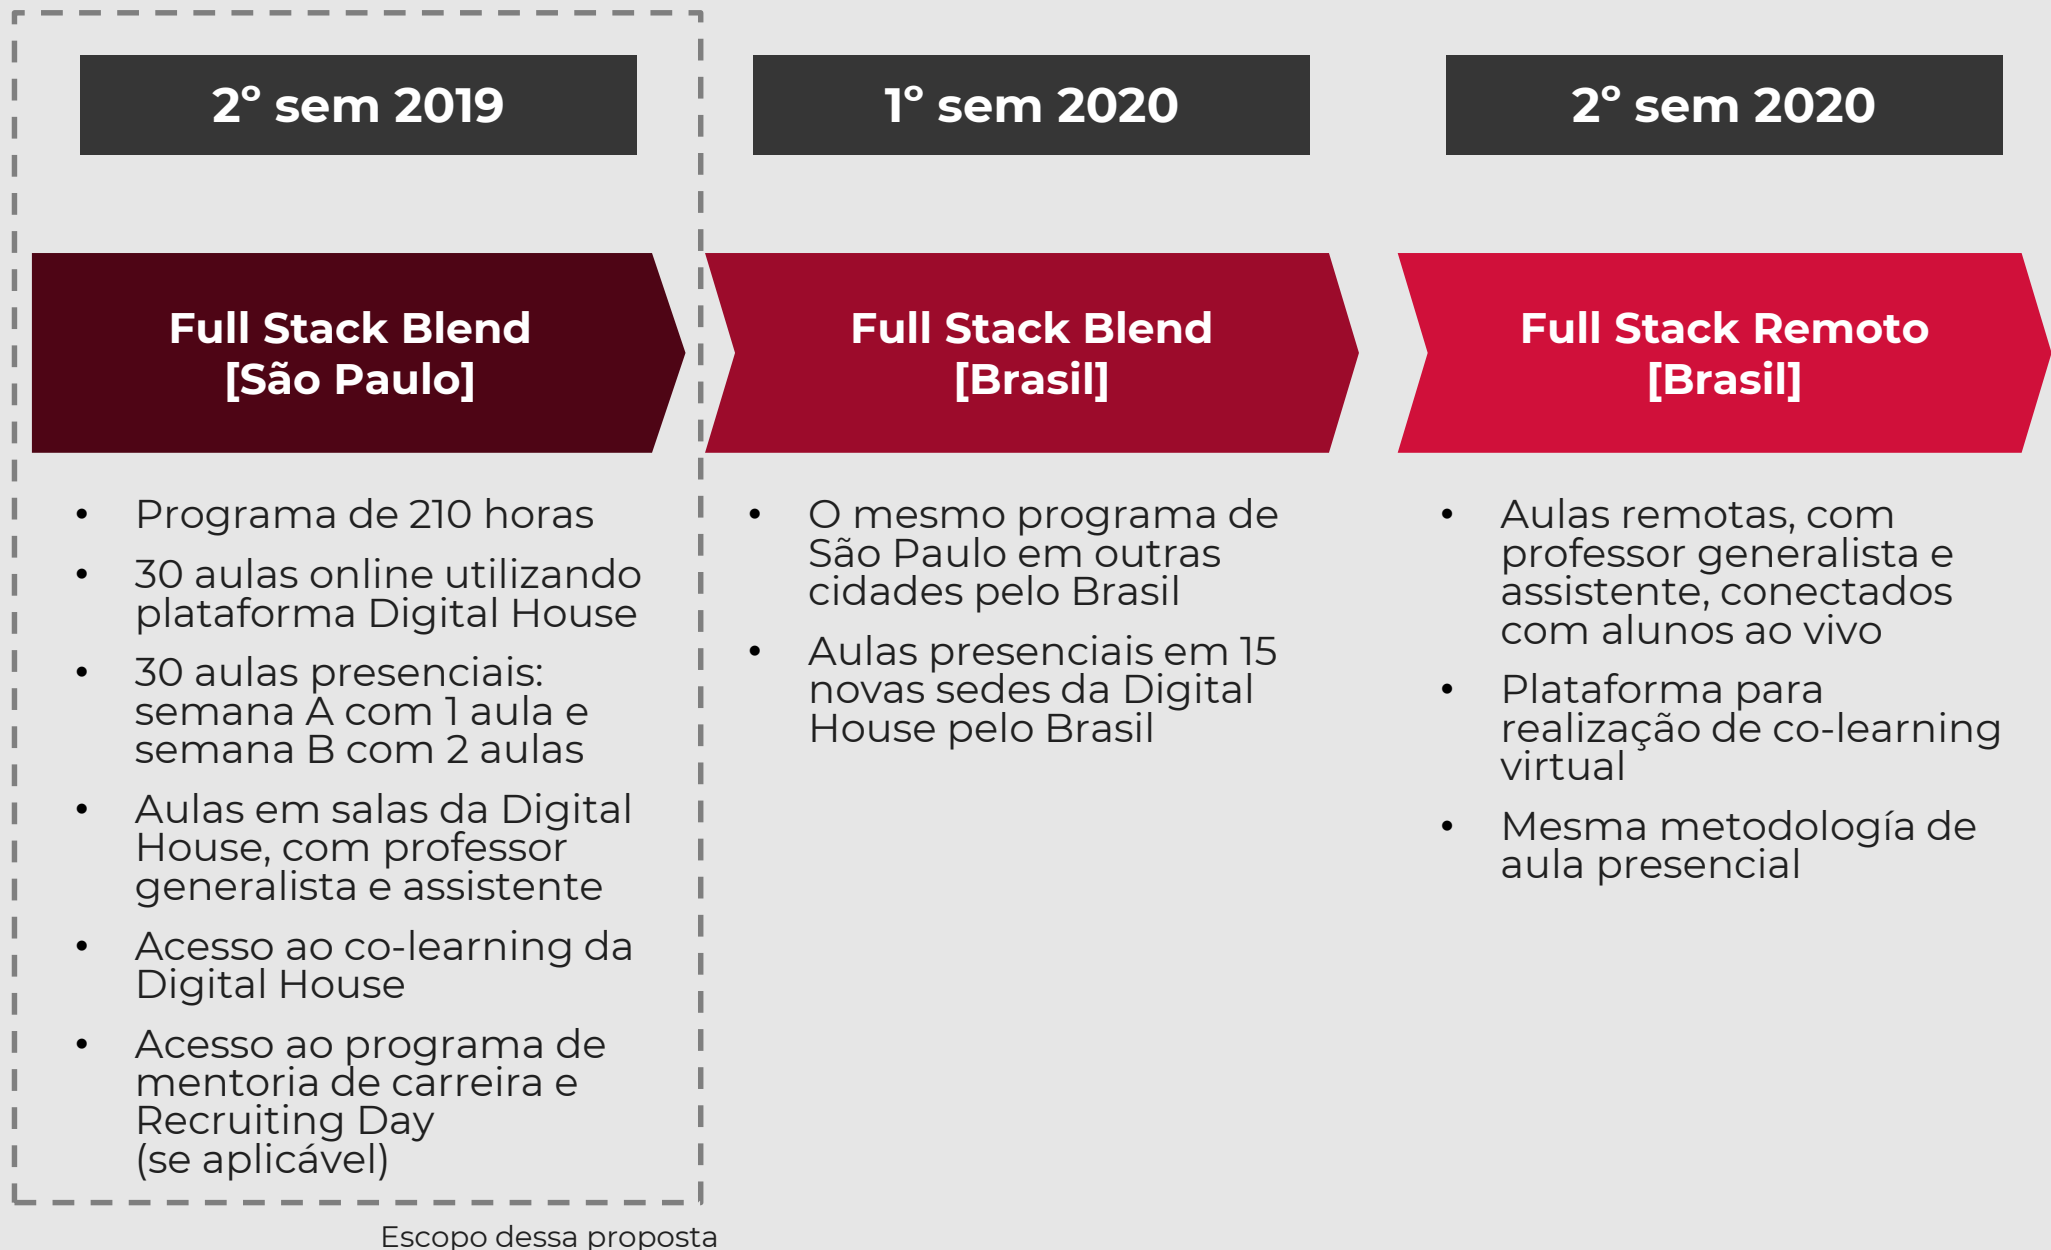 2º sem 2019
1º sem 2020
2º sem 2020
Full Stack Blend
[São Paulo]
Full Stack Blend
[Brasil]
Full Stack Remoto
[Brasil]
• Programa de 210 horas
• 30 aulas online utilizando
plataforma Digital House
• 30 aulas presenciais:
semana A com 1 aula e
semana B com 2 aulas
• Aulas em salas da Digital
House, com professor
generalista e assistente
• Acesso ao co-learning da
Digital House
• Acesso ao programa de
mentoria de carreira e
Recruiting Day
(se aplicável)
• O mesmo programa de
São Paulo em outras
cidades pelo Brasil
• Aulas presenciais em 15
novas sedes da Digital
House pelo Brasil
• Aulas remotas, com
professor generalista e
assistente, conectados
com alunos ao vivo
• Plataforma para
realização de co-learning
virtual
• Mesma metodología de
aula presencial
Escopo dessa proposta